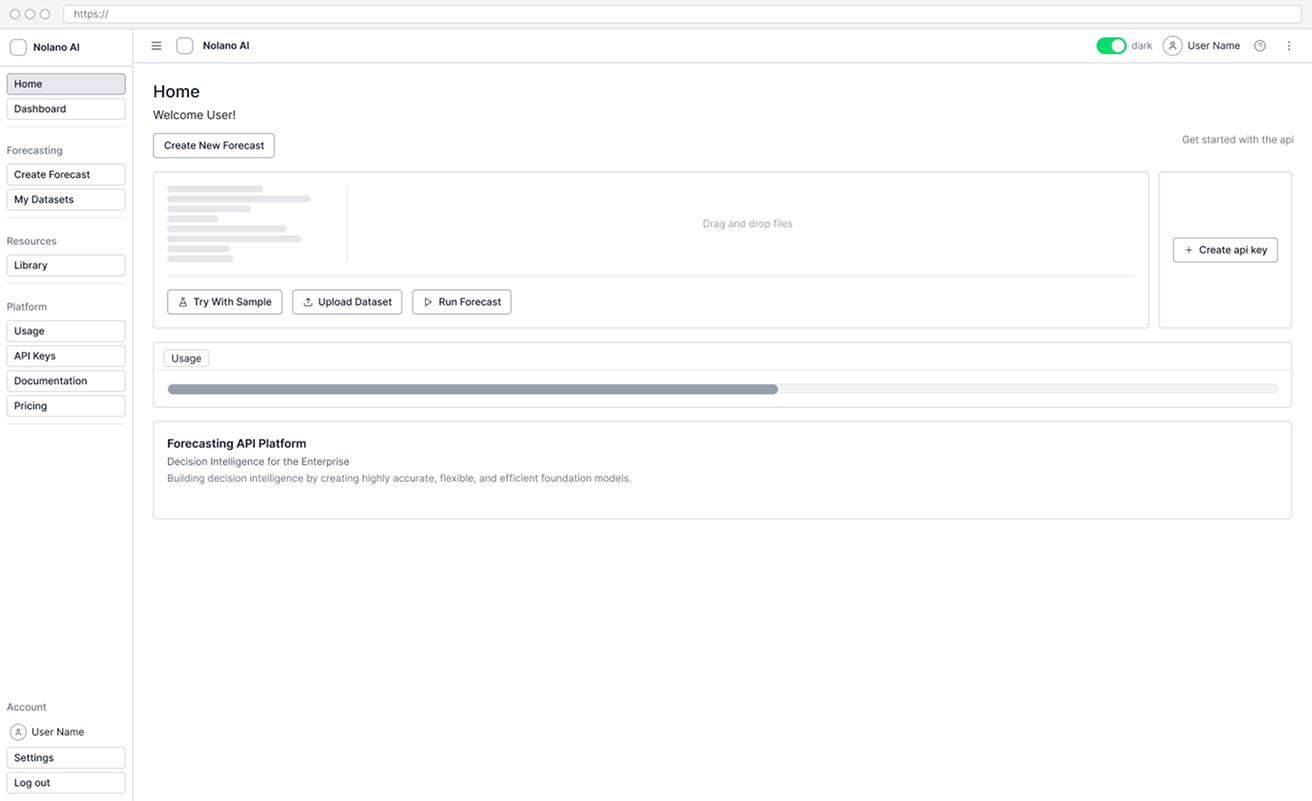 https://
Nolano AI
Nolano AI
dark
User Name
Home
Dashboard
Forecasting
Create Forecast
My Datasets
Resources
Library
Platform
Usage
API Keys
Documentation
Pricing
Account
User Name
Settings
Log out
Home
Welcome User!
Create New Forecast
Get started with the api
Drag and drop files
Try With Sample
Upload Dataset
Run Forecast
+ Create api key
Usage
Forecasting API Platform
Decision Intelligence for the Enterprise
Building decision intelligence by creating highly accurate, flexible, and efficient foundation models.